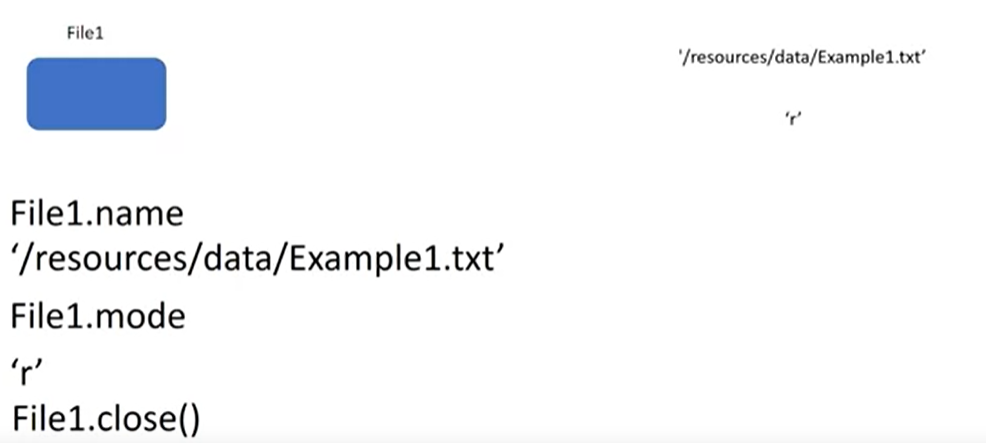 File1
'/resources/data/Example1.txt’
‘r’
File1.name
‘/resources/data/Example1.txt’
File1.mode
‘r’
File1.close()